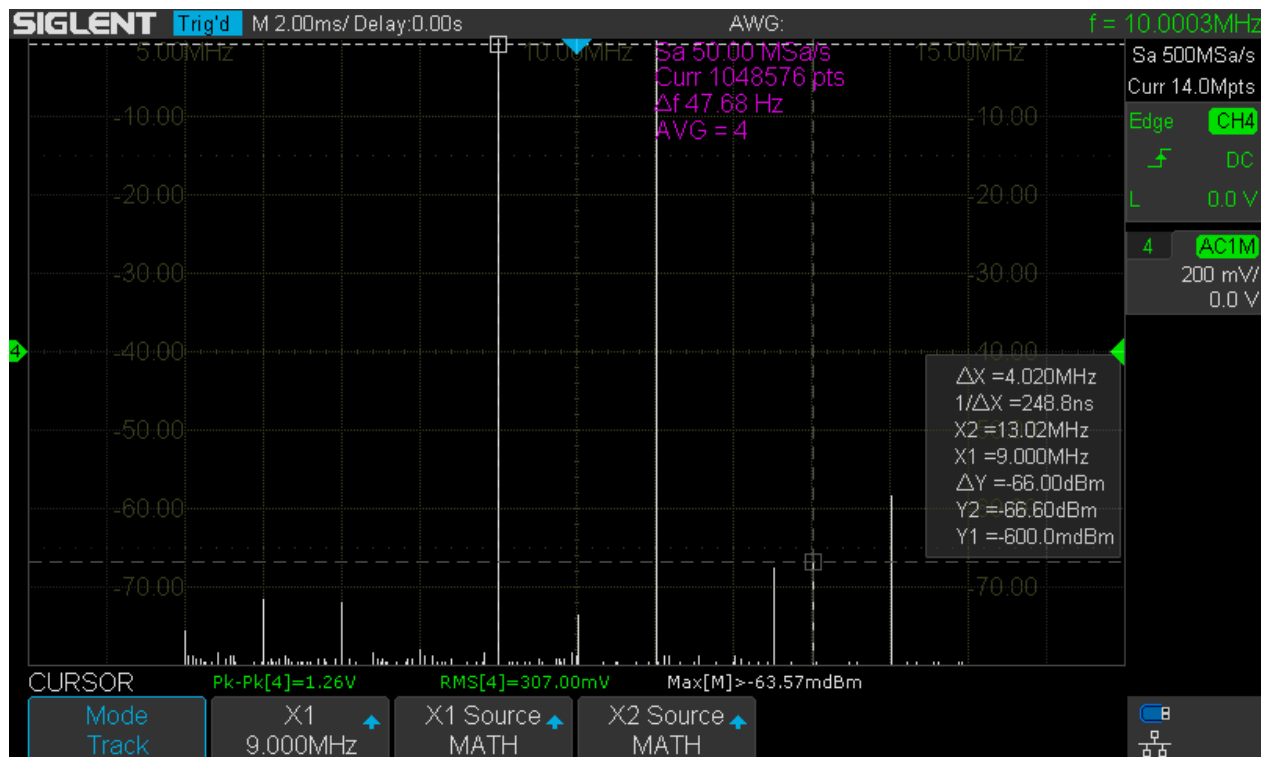 SIGLENT Trig'd M 2.00ms/ Delay:0.00s AWG: f = 10.0003MHz
5.00MHz 10.00MHz 15.00MHz
Sa 50.00 MSa/s
Curr 1048576 pts
Δf 47.68 Hz
AVG = 4
Sa 500MSa/s
Curr 14.0Mpts
Edge CH4
DC
L 0.0 V
4 AC1M
200 mV/
0.0 V
-10.00 -10.00
-20.00 -20.00
-30.00 -30.00
4 -40.00 -40.00
-50.00
-60.00
-70.00 -70.00
ΔX =4.020MHz
1/ΔX =248.8ns
X2 =13.02MHz
X1 =9.000MHz
ΔY =-66.00dBm
Y2 =-66.60dBm
Y1 =-600.0mdBm
CURSOR Pk-Pk[4]=1.26V RMS[4]=307.00mV Max[M]>-63.57mdBm
Mode
Track
X1
9.000MHz
X1 Source
MATH
X2 Source
MATH